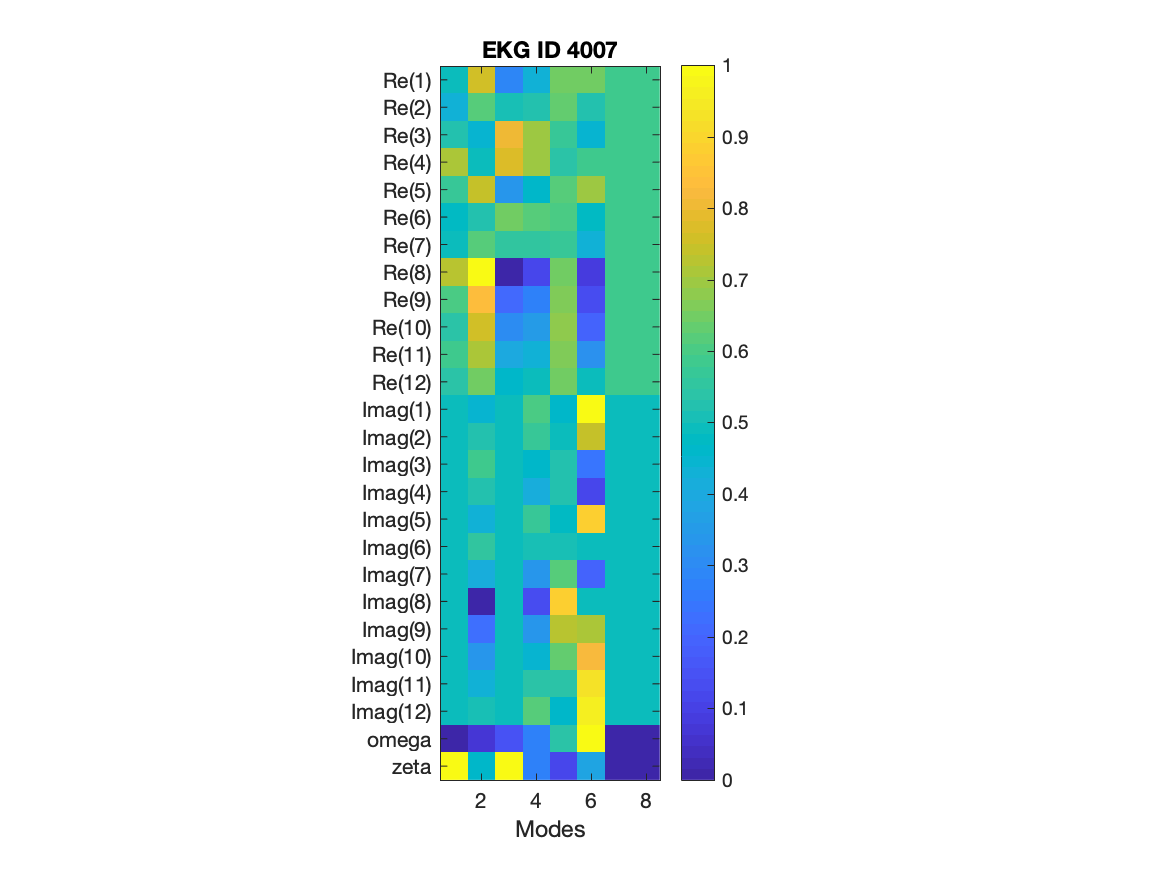 EKG ID 4007
Re(1)
Re(2)
Re(3)
Re(4)
Re(5)
Re(6)
Re(7)
Re(8)
Re(9)
Re(10)
Re(11)
Re(12)
Imag(1)
Imag(2)
Imag(3)
Imag(4)
Imag(5)
Imag(6)
Imag(7)
Imag(8)
Imag(9)
Imag(10)
Imag(11)
Imag(12)
omega
zeta
2 4 6 8
Modes
1
0.9
0.8
0.7
0.6
0.5
0.4
0.3
0.2
0.1
0